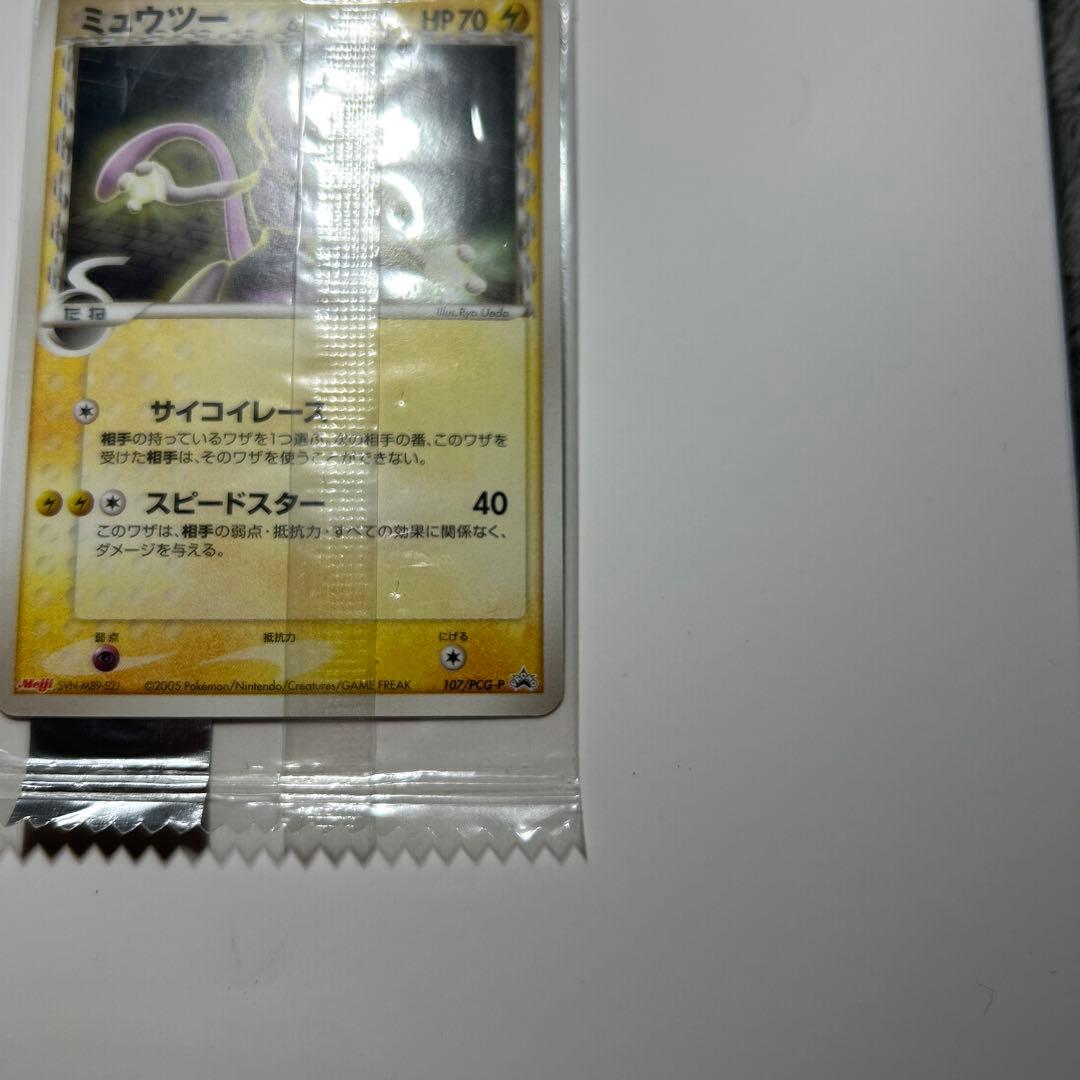 ミュウツー HP 70
たね
Illus. Ryo Ueda
サイコイレース
相手の持っているワザを1つ選ぶ。次の相手の番、このワザを
受けた相手は、そのワザを使うことができない。
スピードスター 40
このワザは、相手の弱点・抵抗力・すべての効果に関係なく、
ダメージを与える。
弱点 抵抗力 にげる
Meiji SVN-M89-S2J ©2005 Pokémon/Nintendo/Creatures/GAME FREAK 107/PCG-P